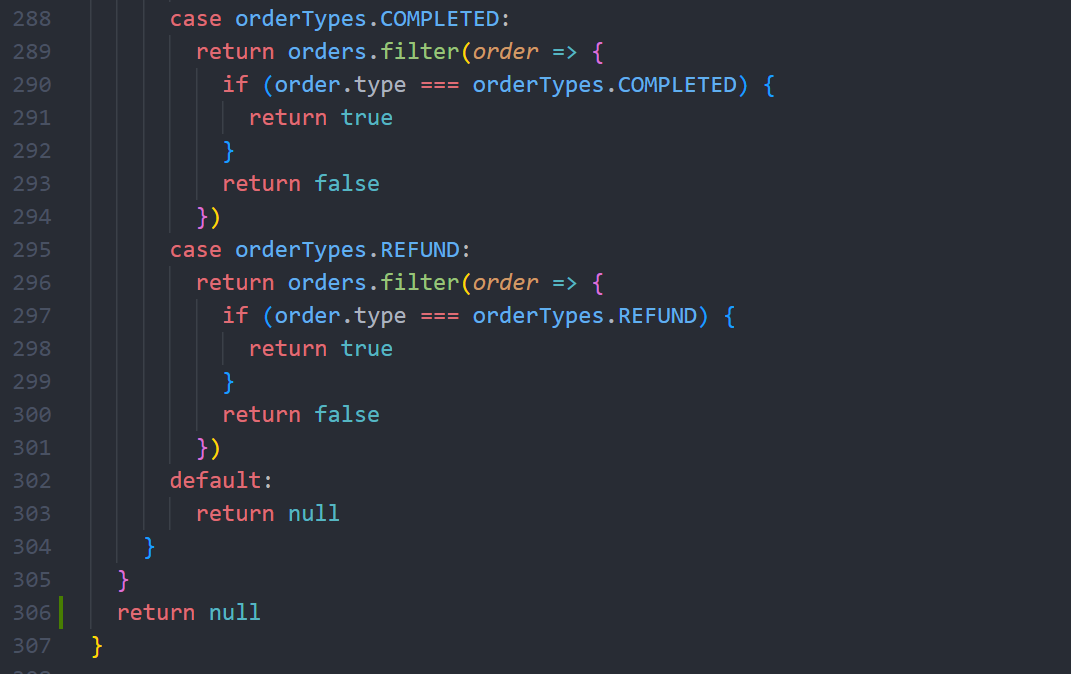 288 case orderTypes.COMPLETED:
289 return orders.filter(order => {
290 if (order.type === orderTypes.COMPLETED) {
291 return true
292 }
293 return false
294 })
295 case orderTypes.REFUND:
296 return orders.filter(order => {
297 if (order.type === orderTypes.REFUND) {
298 return true
299 }
300 return false
301 })
302 default:
303 return null
304 }
305 }
306 return null
307 }